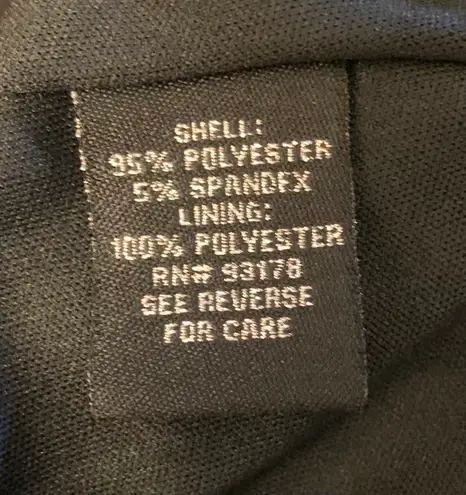 SHELL:
95% POLYESTER
5% SPANDEX
LINING:
100% POLYESTER
RN# 93178
SEE REVERSE
FOR CARE